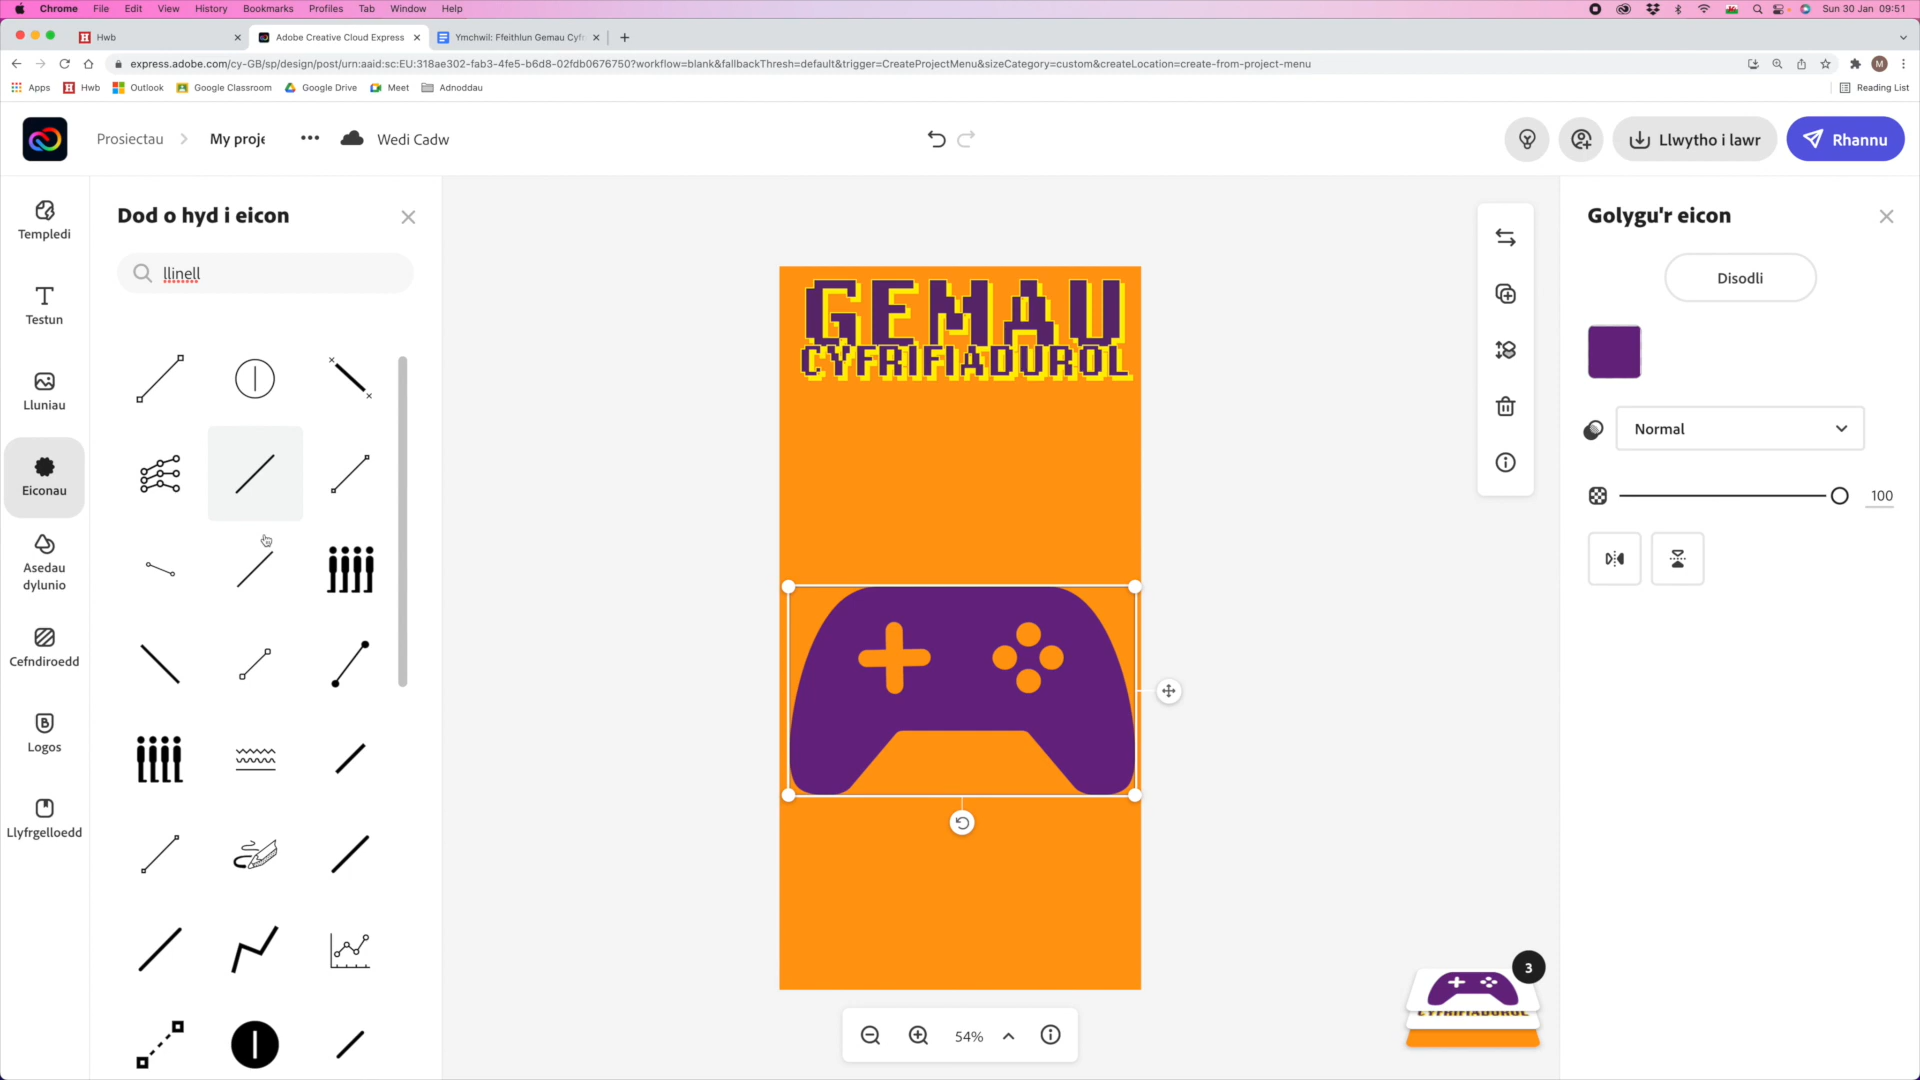 Chrome File Edit View History Bookmarks Profiles Tab Window Help Sun 30 Jan 09:51
Hwb Adobe Creative Cloud Express Ymchwil: Ffeithlun Gemau Cyfr
express.adobe.com/cy-GB/sp/design/post/urn:aaid:sc:EU:318ae302-fab3-4fe5-b6d8-02fdb0676750?workflow=blank&fallbackThresh=default&trigger=CreateProjectMenu&sizeCategory=custom&createLocation=create-from-project-menu M
Apps Hwb Outlook Google Classroom Google Drive Meet Adnoddau Reading List
Prosiectau My proje Wedi Cadw Llwytho i lawr Rhannu
Templedi
Testun
Lluniau
Eiconau
Asedau
dylunio
Cefndiroedd
Logos
Llyfrgelloedd
Dod o hyd i eicon
llinell
GEMAU
CYFRIFIADUROL
54%
Golygu'r eicon
Disodli
Normal
100
3
CYFRIFIADUROL